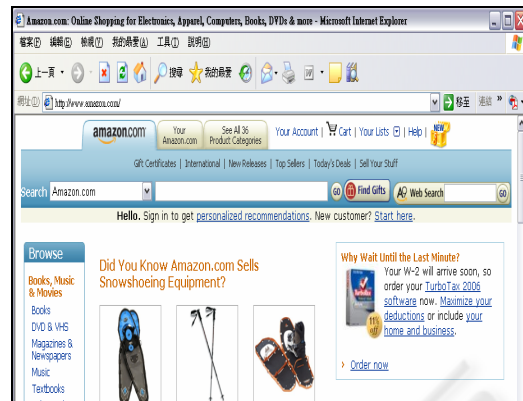 Amazon.com: Online Shopping for Electronics, Apparel, Computers, Books, DVDs & more - Microsoft Internet Explorer
檔案(F) 編輯(E) 檢視(V) 我的最愛(A) 工具(T) 說明(H)
上一頁 搜尋 我的最愛
網址(D) http://www.amazon.com/ 移至 連結 »
amazon.com Your Amazon.com See All 36 Product Categories Your Account | Cart | Your Lists | Help | NEW
Gift Certificates | International | New Releases | Top Sellers | Today's Deals | Sell Your Stuff
Search Amazon.com GO Find Gifts A9 Web Search GO
Hello. Sign in to get personalized recommendations. New customer? Start here.
Browse
Books, Music
& Movies
Books
DVD & VHS
Magazines &
Newspapers
Music
Textbooks
Did You Know Amazon.com Sells
Snowshoeing Equipment?
Why Wait Until the Last Minute?
Your W-2 will arrive soon, so
order your TurboTax 2006
software now. Maximize your
deductions or include your
home and business.
TurboTax
11% off
Order now